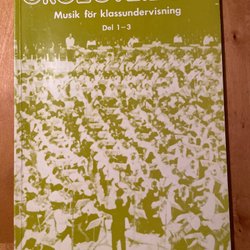 Musik för klassundervisning
Del 1–3